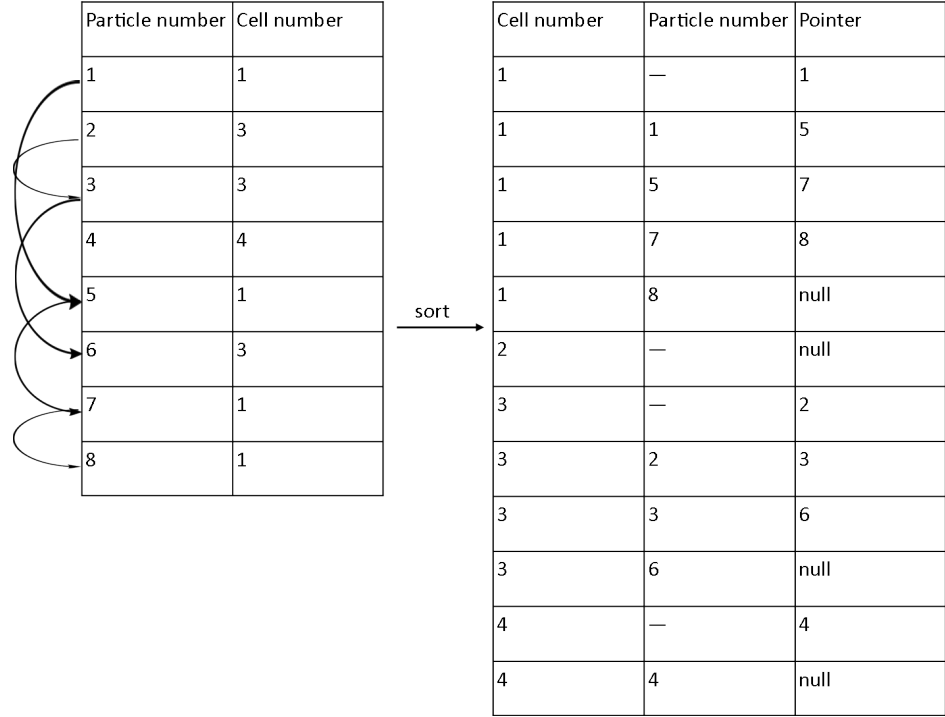 Particle number Cell number
1 1
2 3
3 3
4 4
5 1
6 3
7 1
8 1
sort
Cell number Particle number Pointer
1 — 1
1 1 5
1 5 7
1 7 8
1 8 null
2 — null
3 — 2
3 2 3
3 3 6
3 6 null
4 — 4
4 4 null